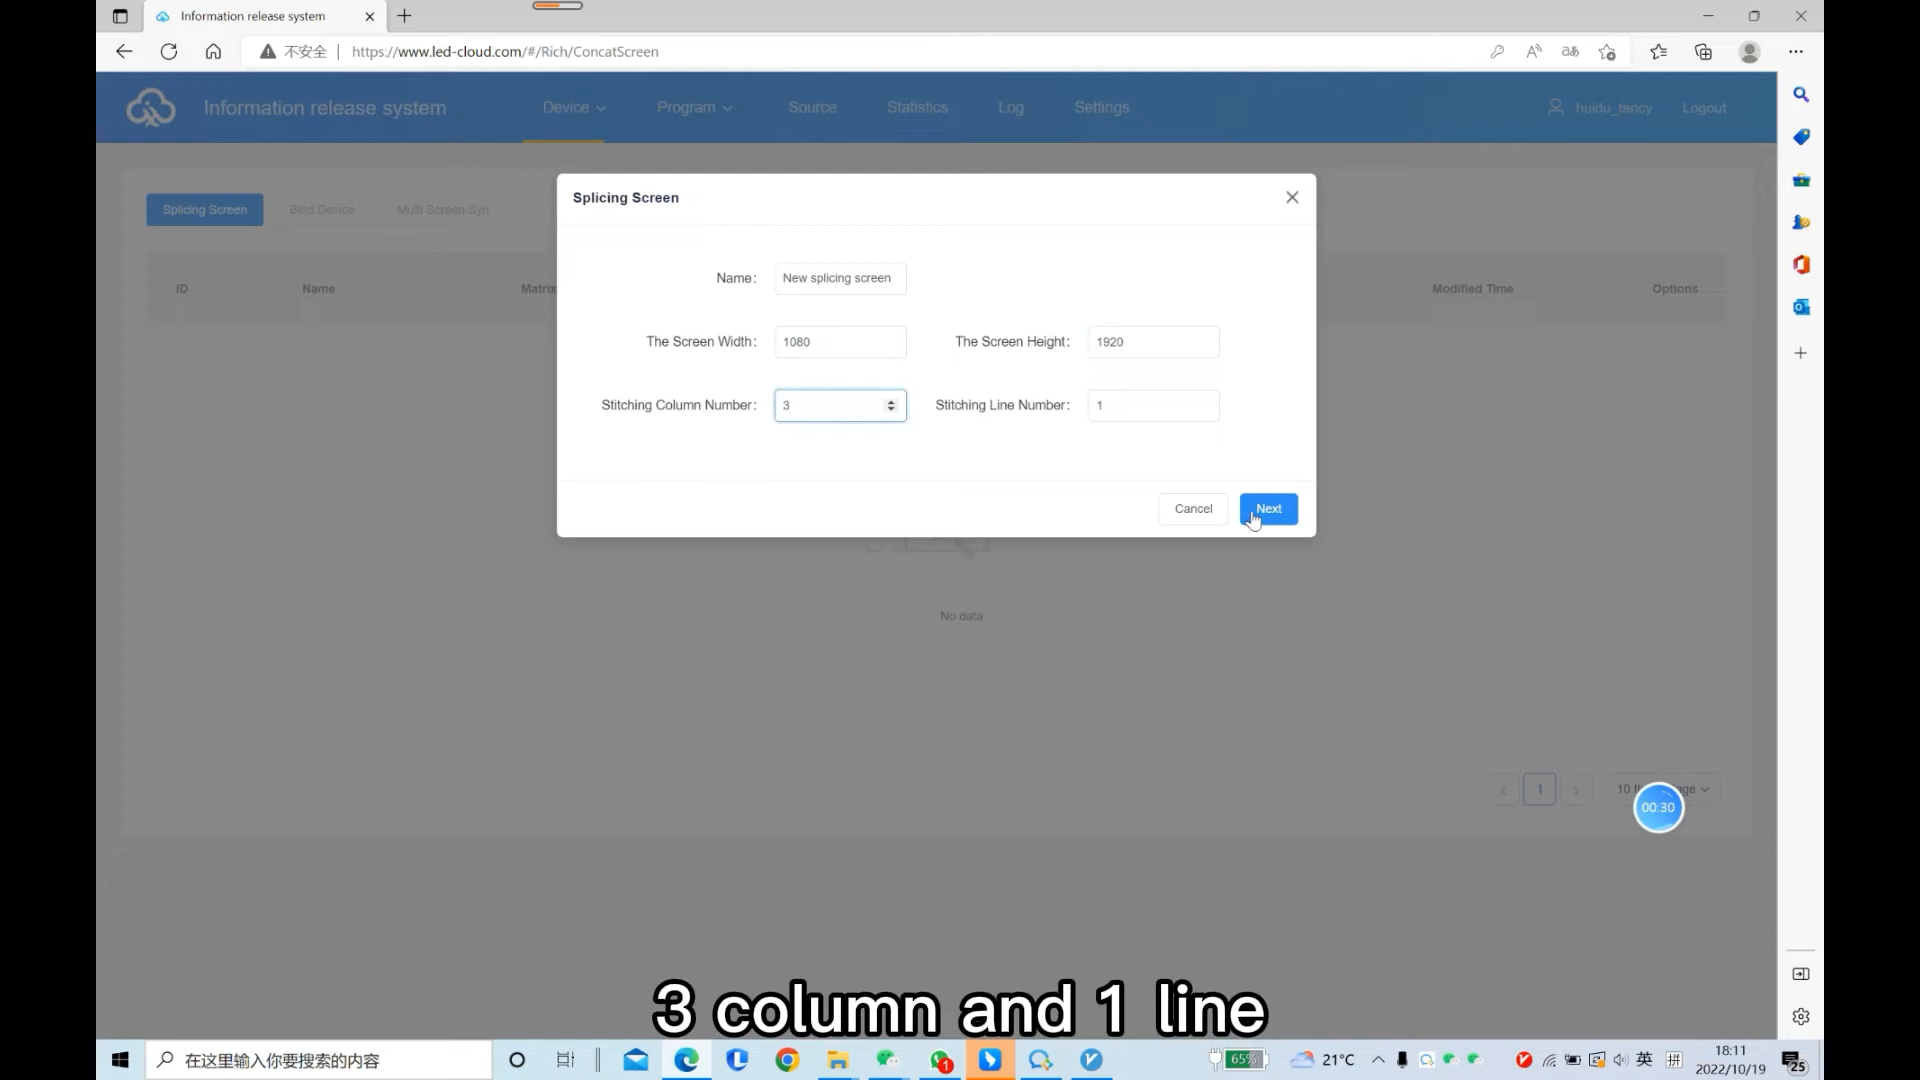 Information release system
不安全 https://www.led-cloud.com/#/Rich/ConcatScreen
Information release system Device Program Source Statistics Log Settings huidu_tancy Logout
Splicing Screen Bind Device Multi Screen Syn
Splicing Screen
ID Name Matrix Modified Time Options
Name:
New splicing screen
The Screen Width: 1080 The Screen Height: 1920
Stitching Column Number: 3 Stitching Line Number: 1
Cancel Next
No data
1 10
00:30
3 column and 1 line
在这里输入你要搜索的内容
1
65% 21°C 英 拼
18:11
2022/10/19
25